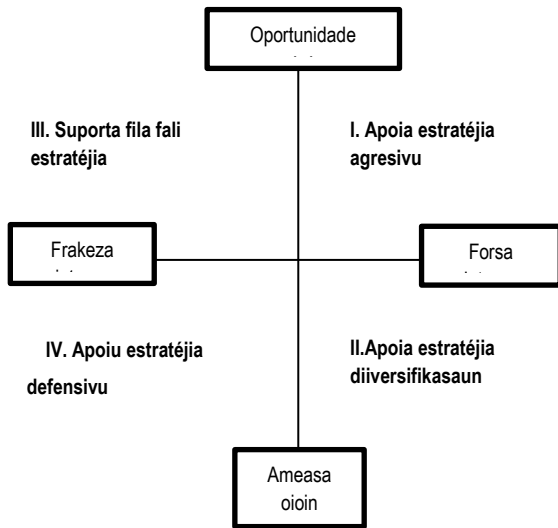 Oportunidade
III. Suporta fila fali
estratéjia
I. Apoia estratéjia
agresivu
Frakeza
Forsa
IV. Apoiu estratéjia
defensivu
II.Apoia estratéjia
diiversifikasaun
Ameasa
oioin